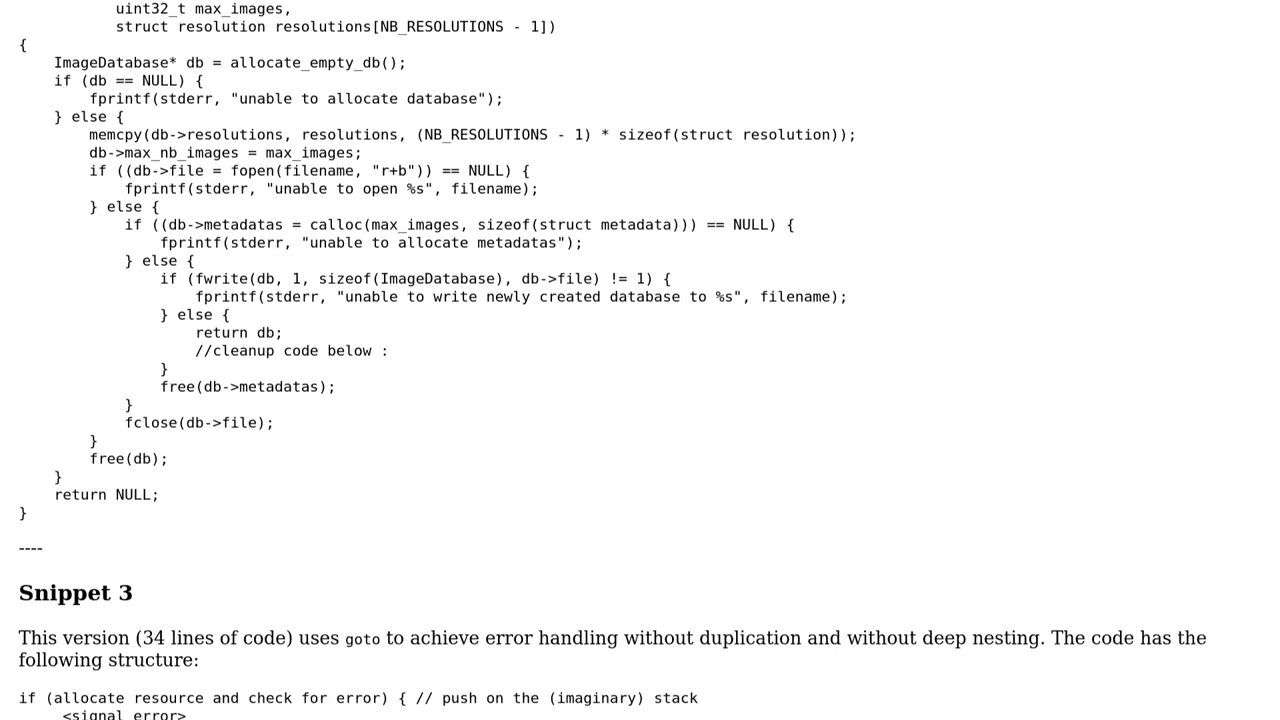 uint32_t max_images,
struct resolution resolutions[NB_RESOLUTIONS - 1])
{
ImageDatabase* db = allocate_empty_db();
if (db == NULL) {
fprintf(stderr, "unable to allocate database");
} else {
memcpy(db->resolutions, resolutions, (NB_RESOLUTIONS - 1) * sizeof(struct resolution));
db->max_nb_images = max_images;
if ((db->file = fopen(filename, "r+b")) == NULL) {
fprintf(stderr, "unable to open %s", filename);
} else {
if ((db->metadatas = calloc(max_images, sizeof(struct metadata))) == NULL) {
fprintf(stderr, "unable to allocate metadatas");
} else {
if (fwrite(db, 1, sizeof(ImageDatabase), db->file) != 1) {
fprintf(stderr, "unable to write newly created database to %s", filename);
} else {
return db;
//cleanup code below :
}
free(db->metadatas);
}
fclose(db->file);
}
free(db);
}
return NULL;
}
----
Snippet 3
This version (34 lines of code) uses goto to achieve error handling without duplication and without deep nesting. The code has the
following structure:
if (allocate resource and check for error) { // push on the (imaginary) stack
<signal error>